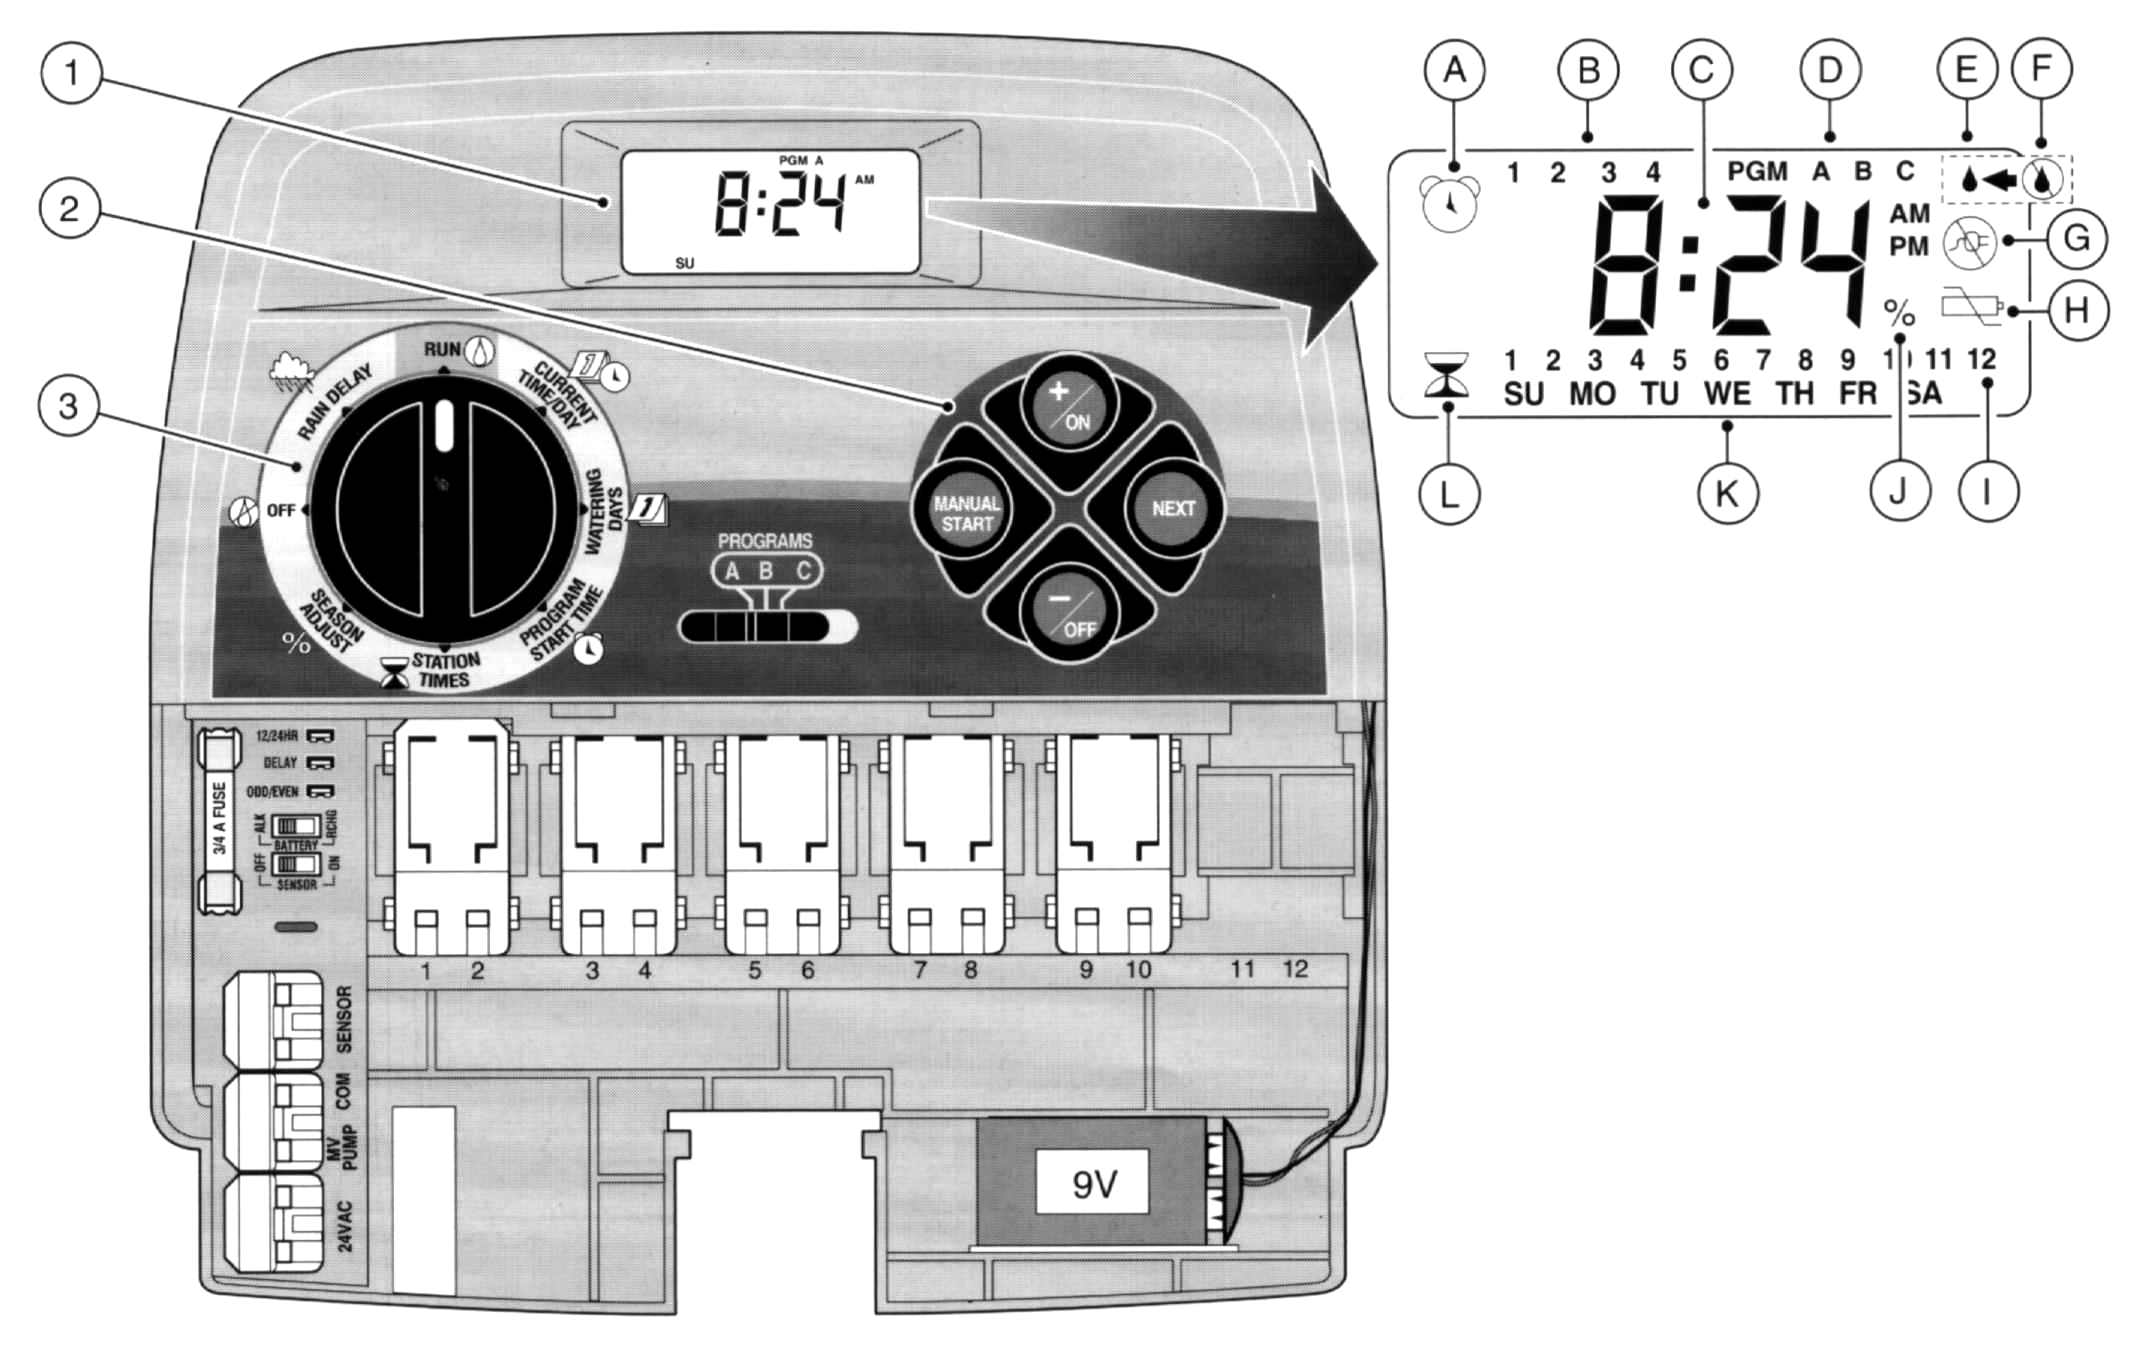 1
2
3
PGM A
8:24 AM
SU
A B C D E F
1 2 3 4 PGM A B C
8:24
AM
PM
%
G
H
1 2 3 4 5 6 7 8 9 10 11 12
SU MO TU WE TH FR SA
L K J I
RUN
CURRENT
TIME/DAY
WATERING
DAYS
PROGRAM
START TIME
STATION
TIMES
SEASON
ADJUST
%
OFF
RAIN DELAY
1
1
PROGRAMS
A B C
+
ON
MANUAL
START
NEXT
−
OFF
3/4 A FUSE
12/24HR
DELAY
ODD/EVEN
ALK
RCHG
BATTERY
OFF
ON
SENSOR
1 2 3 4 5 6 7 8 9 10 11 12
SENSOR
COM
MV
PUMP
24VAC
9V